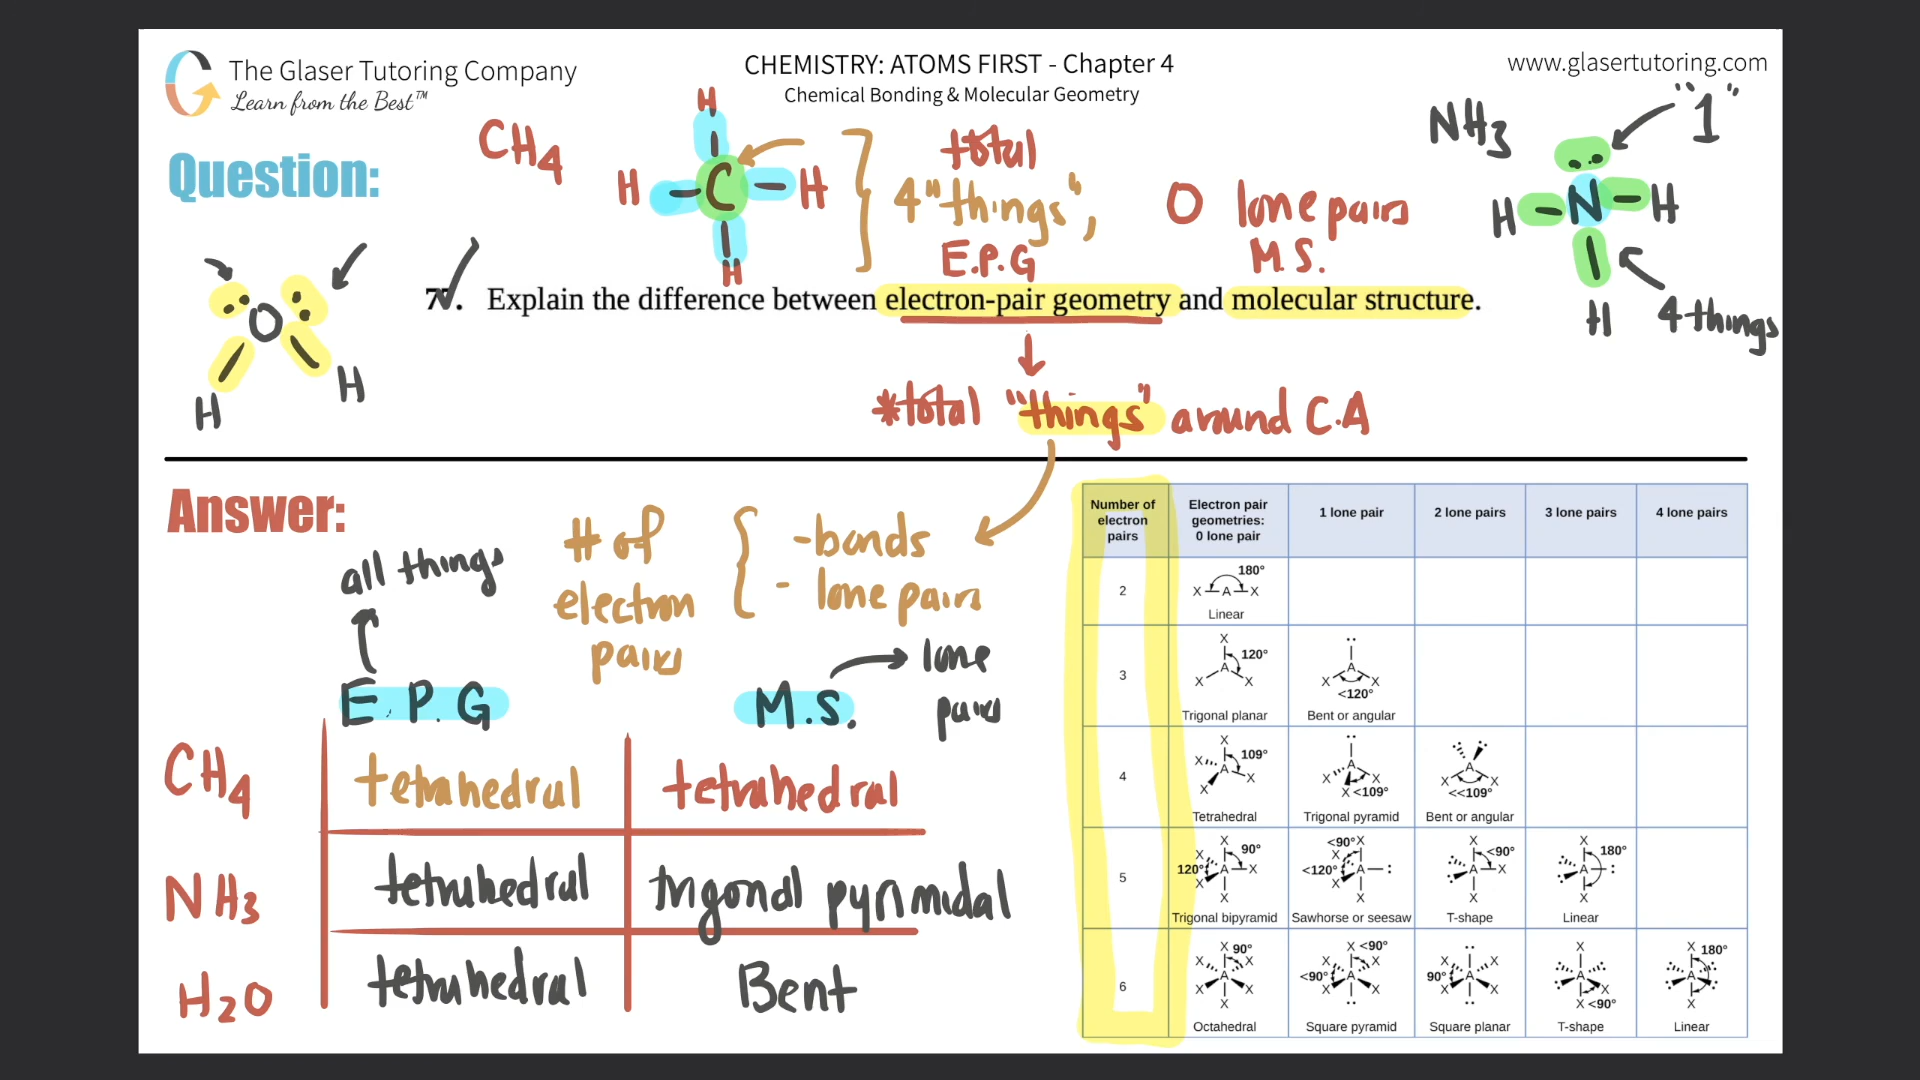 The Glaser Tutoring Company
Learn from the Best™
CHEMISTRY: ATOMS FIRST - Chapter 4
Chemical Bonding & Molecular Geometry
www.glasertutoring.com
Question:
CH4
H
H - C - H
H
total
4 "things",
E.P.G
0 lone pairs
M.S.
NH3
"1"
H - N - H
H
4 things
O
H
H
77. Explain the difference between electron-pair geometry and molecular structure.
*total "things" around C.A
Answer:
# of
electron
pairs
- bonds
- lone pairs
all things
E.P.G
M.S.
lone
pairs
CH4 tetrahedral tetrahedral
NH3 tetrahedral trigonal pyrimidal
H2O tetrahedral Bent
Number of electron pairs
Electron pair geometries: 0 lone pair
1 lone pair
2 lone pairs
3 lone pairs
4 lone pairs
2
180°
X A X
Linear
3
X
120°
A
X X
Trigonal planar
A
X X
<120°
Bent or angular
4
X
109°
X A
X X
Tetrahedral
A
X X
X <109°
Trigonal pyramid
A
X X
<<109°
Bent or angular
5
X 90°
X
120° A X
X
X
Trigonal bipyramid
<90° X
X
<120° A :
X
X
Sawhorse or seesaw
X
<90°
A X
X
T-shape
X
180°
A :
X
Linear
6
X 90°
X X
A
X X
X
Octahedral
X <90°
X X
<90° A
X X
Square pyramid
X X
90° A
X X
Square planar
X
A
X
X <90°
T-shape
X 180°
A
X
Linear